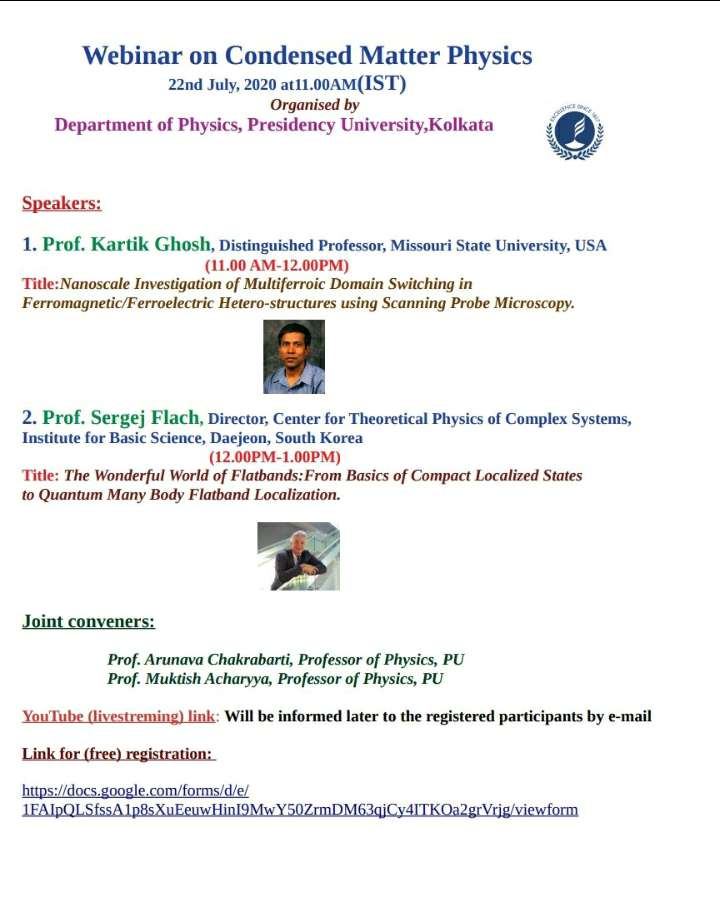 Webinar on Condensed Matter Physics
22nd July, 2020 at11.00AM(IST)
Organised by
Department of Physics, Presidency University,Kolkata
EXCELLENCE SINCE 1817
Speakers:
1. Prof. Kartik Ghosh, Distinguished Professor, Missouri State University, USA
(11.00 AM-12.00PM)
Title:Nanoscale Investigation of Multiferroic Domain Switching in
Ferromagnetic/Ferroelectric Hetero-structures using Scanning Probe Microscopy.
2. Prof. Sergej Flach, Director, Center for Theoretical Physics of Complex Systems,
Institute for Basic Science, Daejeon, South Korea
(12.00PM-1.00PM)
Title: The Wonderful World of Flatbands:From Basics of Compact Localized States
to Quantum Many Body Flatband Localization.
Joint conveners:
Prof. Arunava Chakrabarti, Professor of Physics, PU
Prof. Muktish Acharyya, Professor of Physics, PU
YouTube (livestreming) link: Will be informed later to the registered participants by e-mail
Link for (free) registration:
https://docs.google.com/forms/d/e/
1FAIpQLSfssA1p8sXuEeuwHinI9MwY50ZrmDM63qjCy4ITKOa2grVrjg/viewform